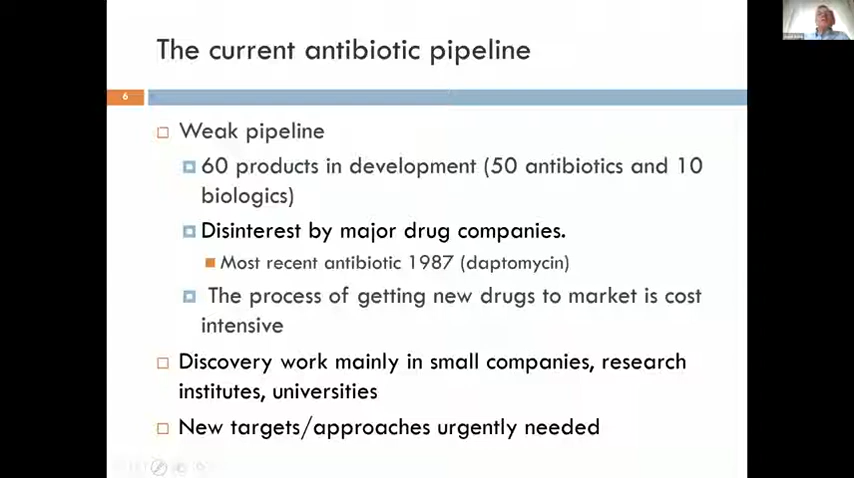 The current antibiotic pipeline
6
Weak pipeline
60 products in development (50 antibiotics and 10
biologics)
Disinterest by major drug companies.
Most recent antibiotic 1987 (daptomycin)
The process of getting new drugs to market is cost
intensive
Discovery work mainly in small companies, research
institutes, universities
New targets/approaches urgently needed